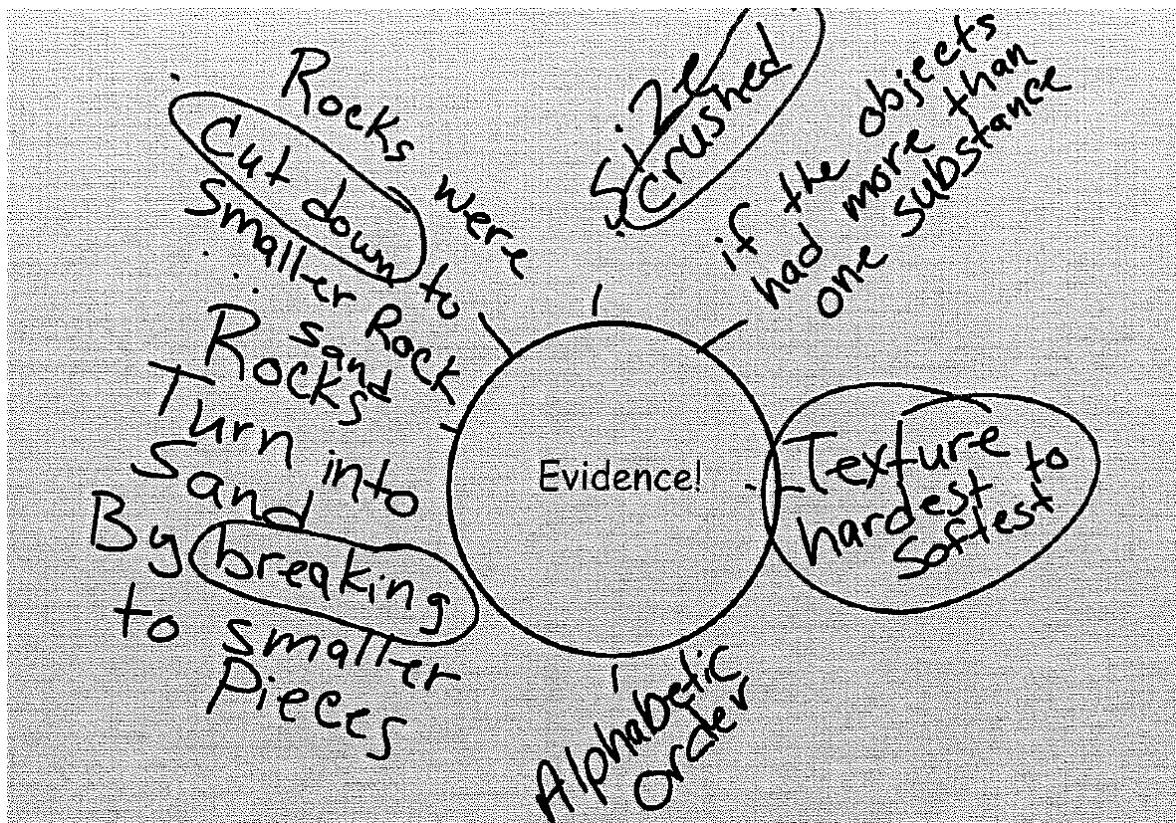 Rocks were
Cut down to
smaller Rock
sand
Rocks
Turn into
Sand
By breaking
to smaller
Pieces
Size
crushed
if the objects
had more than
one substance
Evidence!
Texture
hardest to
softest
Alphabetic
order